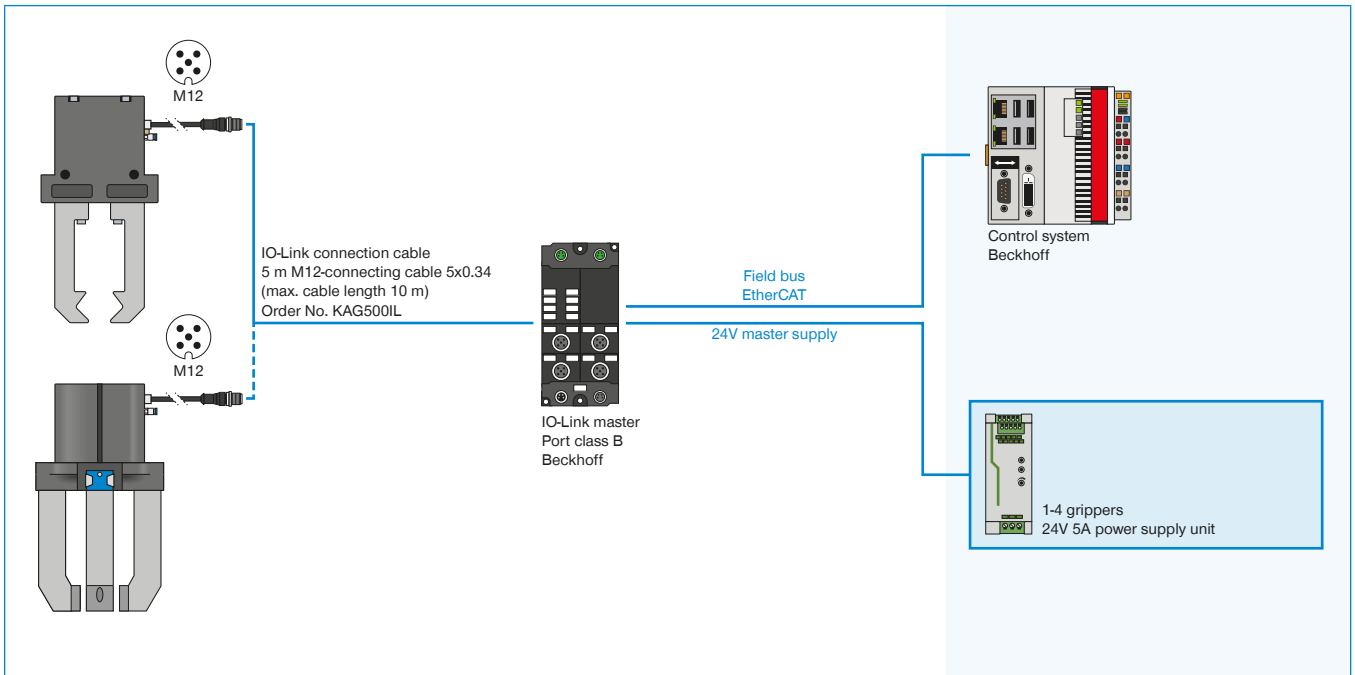 M12
IO-Link connection cable
5 m M12-connecting cable 5x0.34
(max. cable length 10 m)
Order No. KAG500IL
M12
IO-Link master
Port class B
Beckhoff
Field bus
EtherCAT
24V master supply
Control system
Beckhoff
1-4 grippers
24V 5A power supply unit